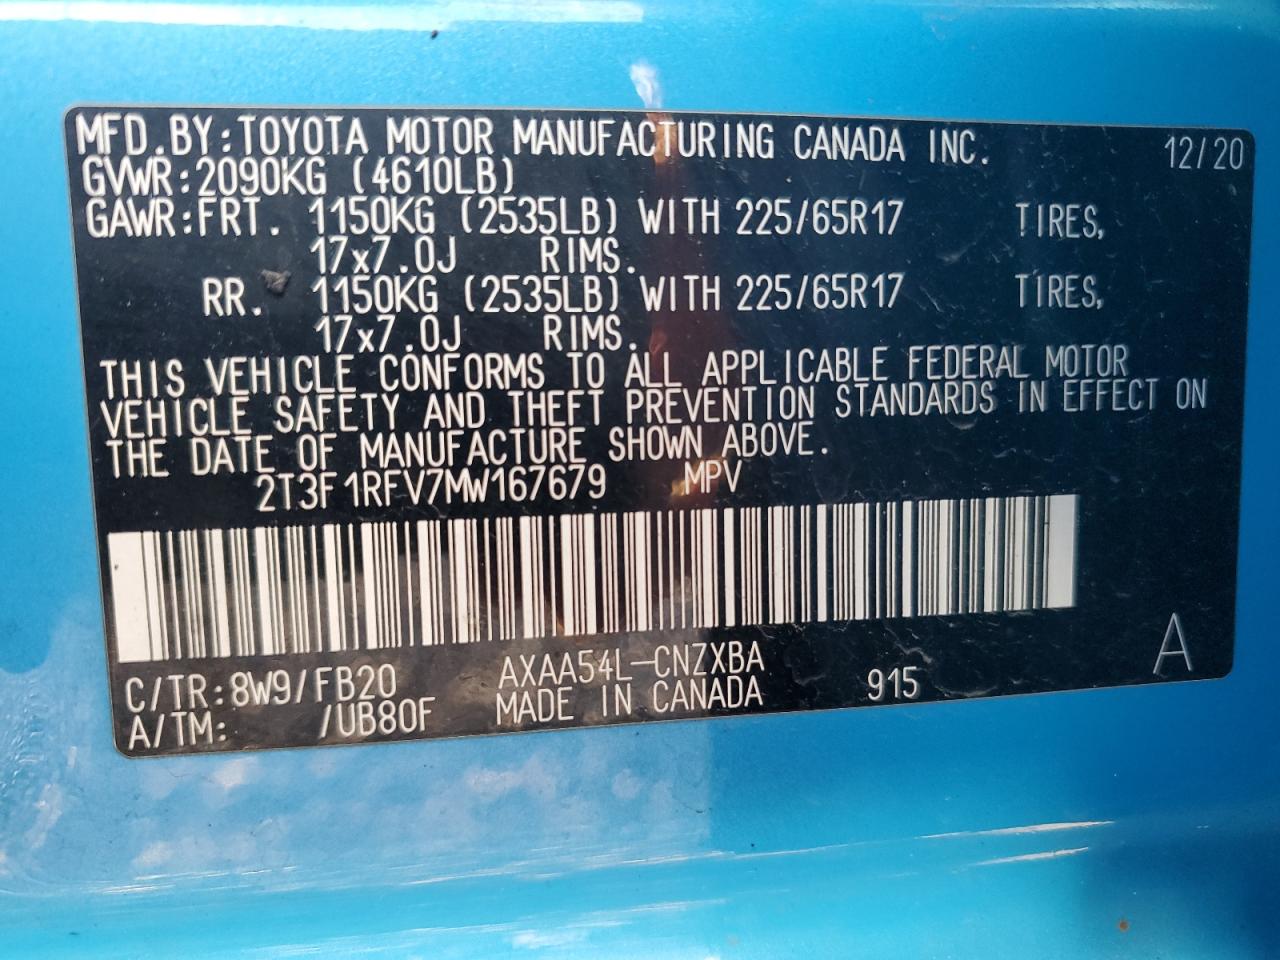 MFD.BY:TOYOTA MOTOR MANUFACTURING CANADA INC. 12/20
GVWR:2090KG (4610LB)
GAWR:FRT. 1150KG (2535LB) WITH 225/65R17 TIRES,
17x7.0J RIMS.
RR. 1150KG (2535LB) WITH 225/65R17 TIRES,
17x7.0J RIMS.
THIS VEHICLE CONFORMS TO ALL APPLICABLE FEDERAL MOTOR
VEHICLE SAFETY AND THEFT PREVENTION STANDARDS IN EFFECT ON
THE DATE OF MANUFACTURE SHOWN ABOVE.
2T3F1RFV7MW167679 MPV
C/TR:8W9/FB20 AXAA54L-CNZXBA 915 A
A/TM: /UB80F MADE IN CANADA